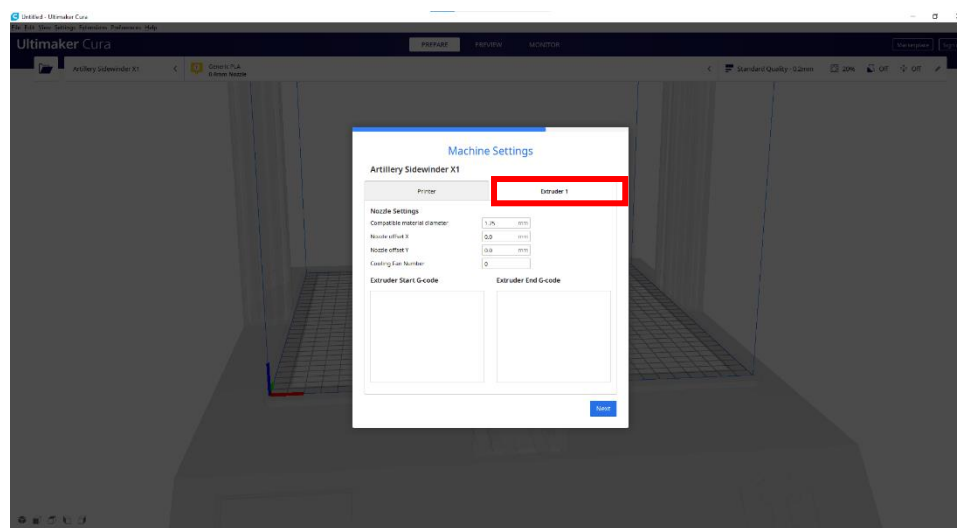 Untitled - Ultimaker Cura
File Edit View Settings Extensions Preferences Help
Ultimaker Cura
PREPARE
PREVIEW
MONITOR
Marketplace
Artillery Sidewinder X1
Generic PLA
0.4mm Nozzle
Standard Quality - 0.2mm
20%
Off
Off
Machine Settings
Artillery Sidewinder X1
Printer
Extruder 1
Nozzle Settings
Compatible material diameter
1.75 mm
Nozzle offset X
0.0 mm
Nozzle offset Y
0.0 mm
Cooling Fan Number
0
Extruder Start G-code
Extruder End G-code
Next